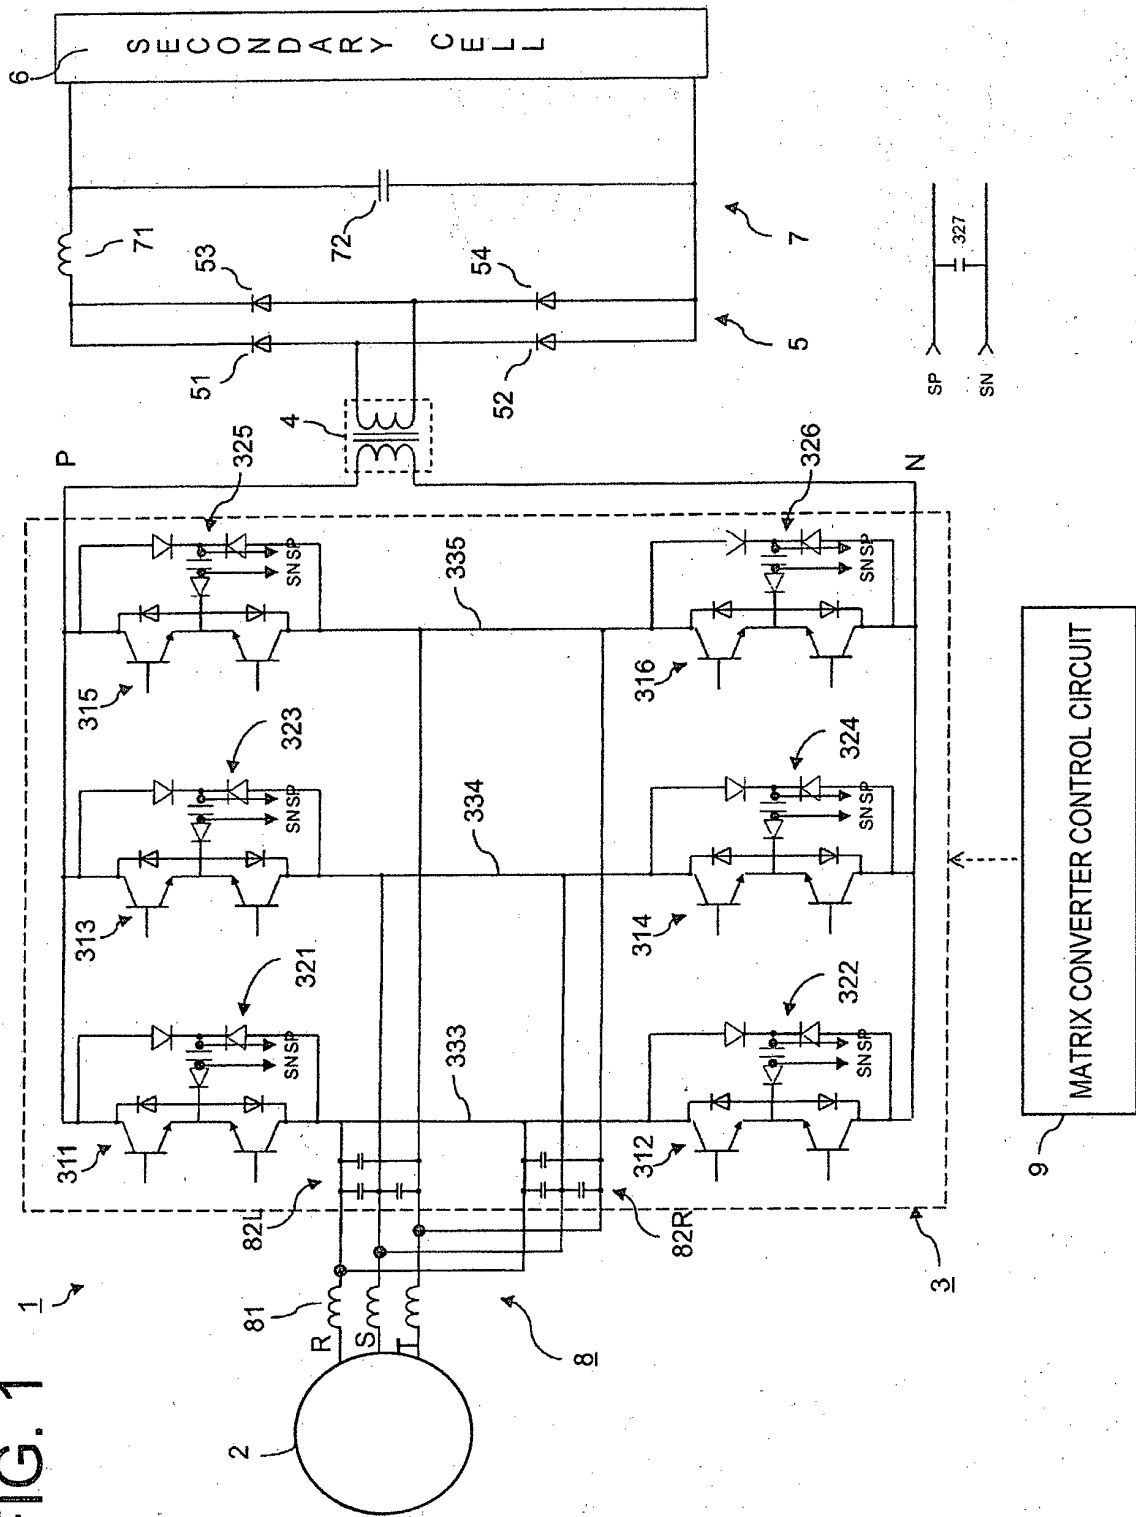 FIG. 1
1
6
SECONDARY CELL
71
72
7
53
54
51
52
5
4
P
N
SP
SN
327
325
326
SNSP
SNSP
335
315
316
323
324
SNSP
SNSP
334
313
314
321
322
SNSP
SNSP
333
311
312
82L
82R
81
R
S
T
2
8
3
9
MATRIX CONVERTER CONTROL CIRCUIT